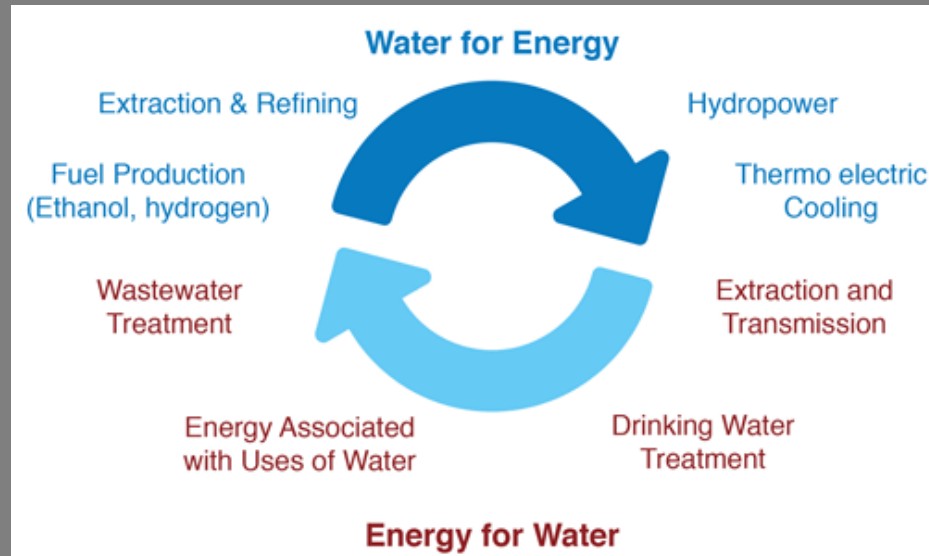 Water for Energy
Extraction & Refining
Hydropower
Fuel Production
(Ethanol, hydrogen)
Thermo electric
Cooling
Wastewater
Treatment
Extraction and
Transmission
Energy Associated
with Uses of Water
Drinking Water
Treatment
Energy for Water